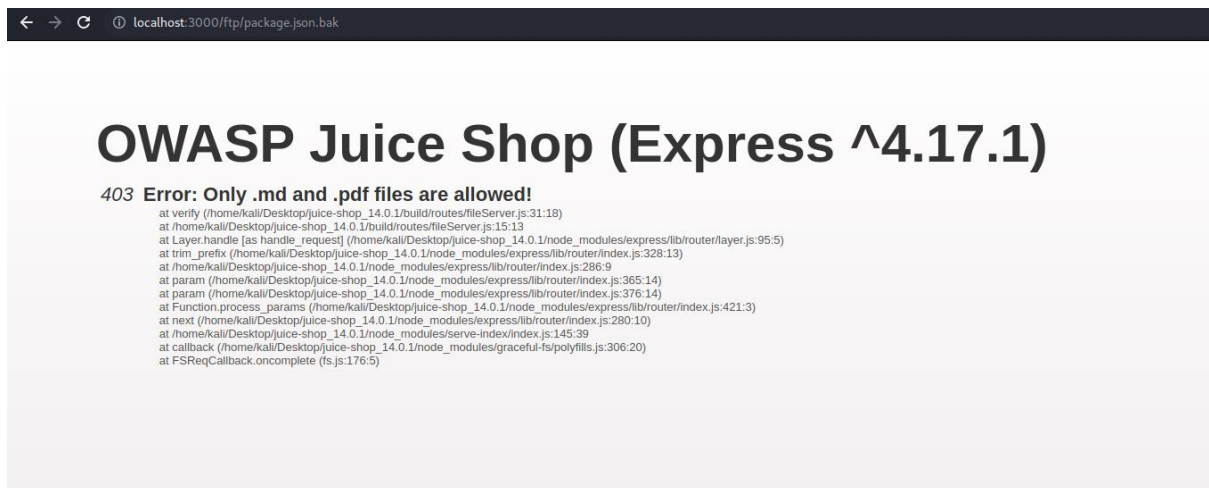 localhost:3000/ftp/package.json.bak
OWASP Juice Shop (Express ^4.17.1)
403 Error: Only .md and .pdf files are allowed!
at verify (/home/kali/Desktop/juice-shop_14.0.1/build/routes/fileServer.js:31:18)
at /home/kali/Desktop/juice-shop_14.0.1/build/routes/fileServer.js:15:13
at Layer.handle [as handle_request] (/home/kali/Desktop/juice-shop_14.0.1/node_modules/express/lib/router/layer.js:95:5)
at trim_prefix (/home/kali/Desktop/juice-shop_14.0.1/node_modules/express/lib/router/index.js:328:13)
at /home/kali/Desktop/juice-shop_14.0.1/node_modules/express/lib/router/index.js:286:9
at param (/home/kali/Desktop/juice-shop_14.0.1/node_modules/express/lib/router/index.js:365:14)
at param (/home/kali/Desktop/juice-shop_14.0.1/node_modules/express/lib/router/index.js:376:14)
at Function.process_params (/home/kali/Desktop/juice-shop_14.0.1/node_modules/express/lib/router/index.js:421:3)
at next (/home/kali/Desktop/juice-shop_14.0.1/node_modules/express/lib/router/index.js:280:10)
at /home/kali/Desktop/juice-shop_14.0.1/node_modules/serve-index/index.js:145:39
at callback (/home/kali/Desktop/juice-shop_14.0.1/node_modules/graceful-fs/polyfills.js:306:20)
at FSReqCallback.oncomplete (fs.js:176:5)